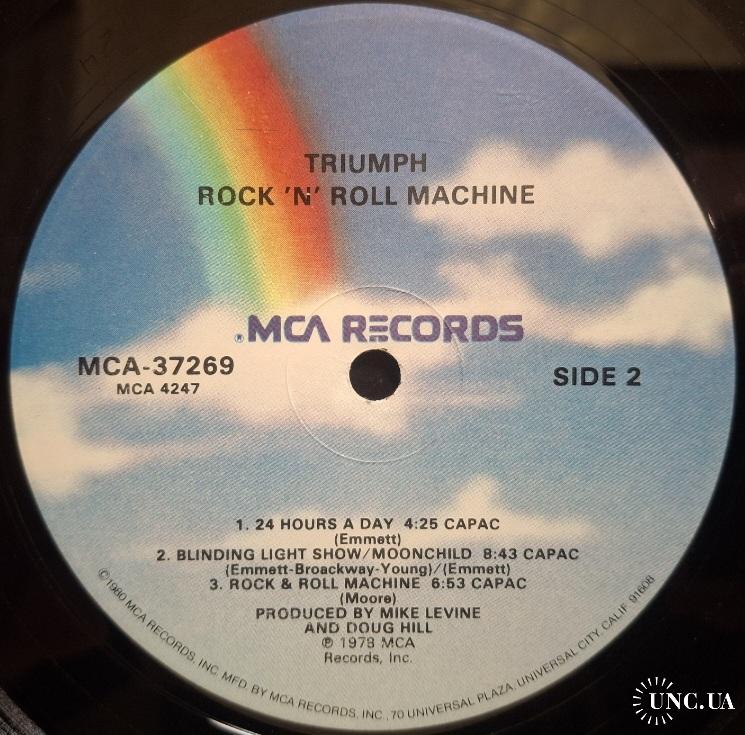 TRIUMPH
ROCK 'N' ROLL MACHINE
®MCA RECORDS
MCA-37269
MCA 4247
SIDE 2
1. 24 HOURS A DAY 4:25 CAPAC
(Emmett)
2. BLINDING LIGHT SHOW/MOONCHILD 8:43 CAPAC
(Emmett-Broackway-Young)/(Emmett)
3. ROCK & ROLL MACHINE 6:53 CAPAC
(Moore)
PRODUCED BY MIKE LEVINE
AND DOUG HILL
℗ 1978 MCA
Records, Inc.
©1980 MCA RECORDS, INC. MFD. BY MCA RECORDS, INC., 70 UNIVERSAL PLAZA, UNIVERSAL CITY, CALIF. 91608
UNC.UA